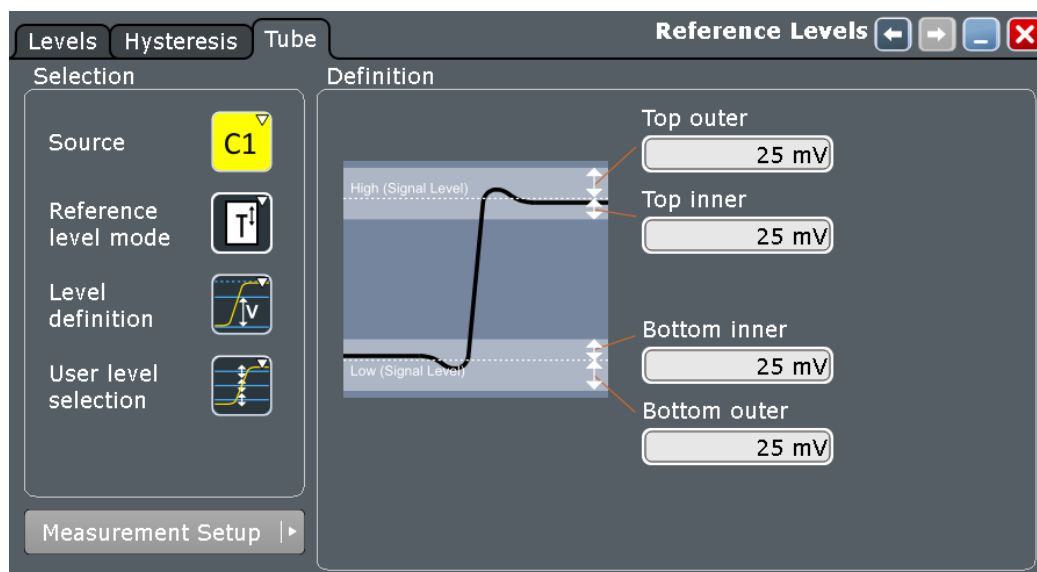 Levels
Hysteresis
Tube
Reference Levels
Selection
Definition
Source
C1
Reference
level mode
T
Level
definition
V
User level
selection
Measurement Setup
High (Signal Level)
Low (Signal Level)
Top outer
25 mV
Top inner
25 mV
Bottom inner
25 mV
Bottom outer
25 mV